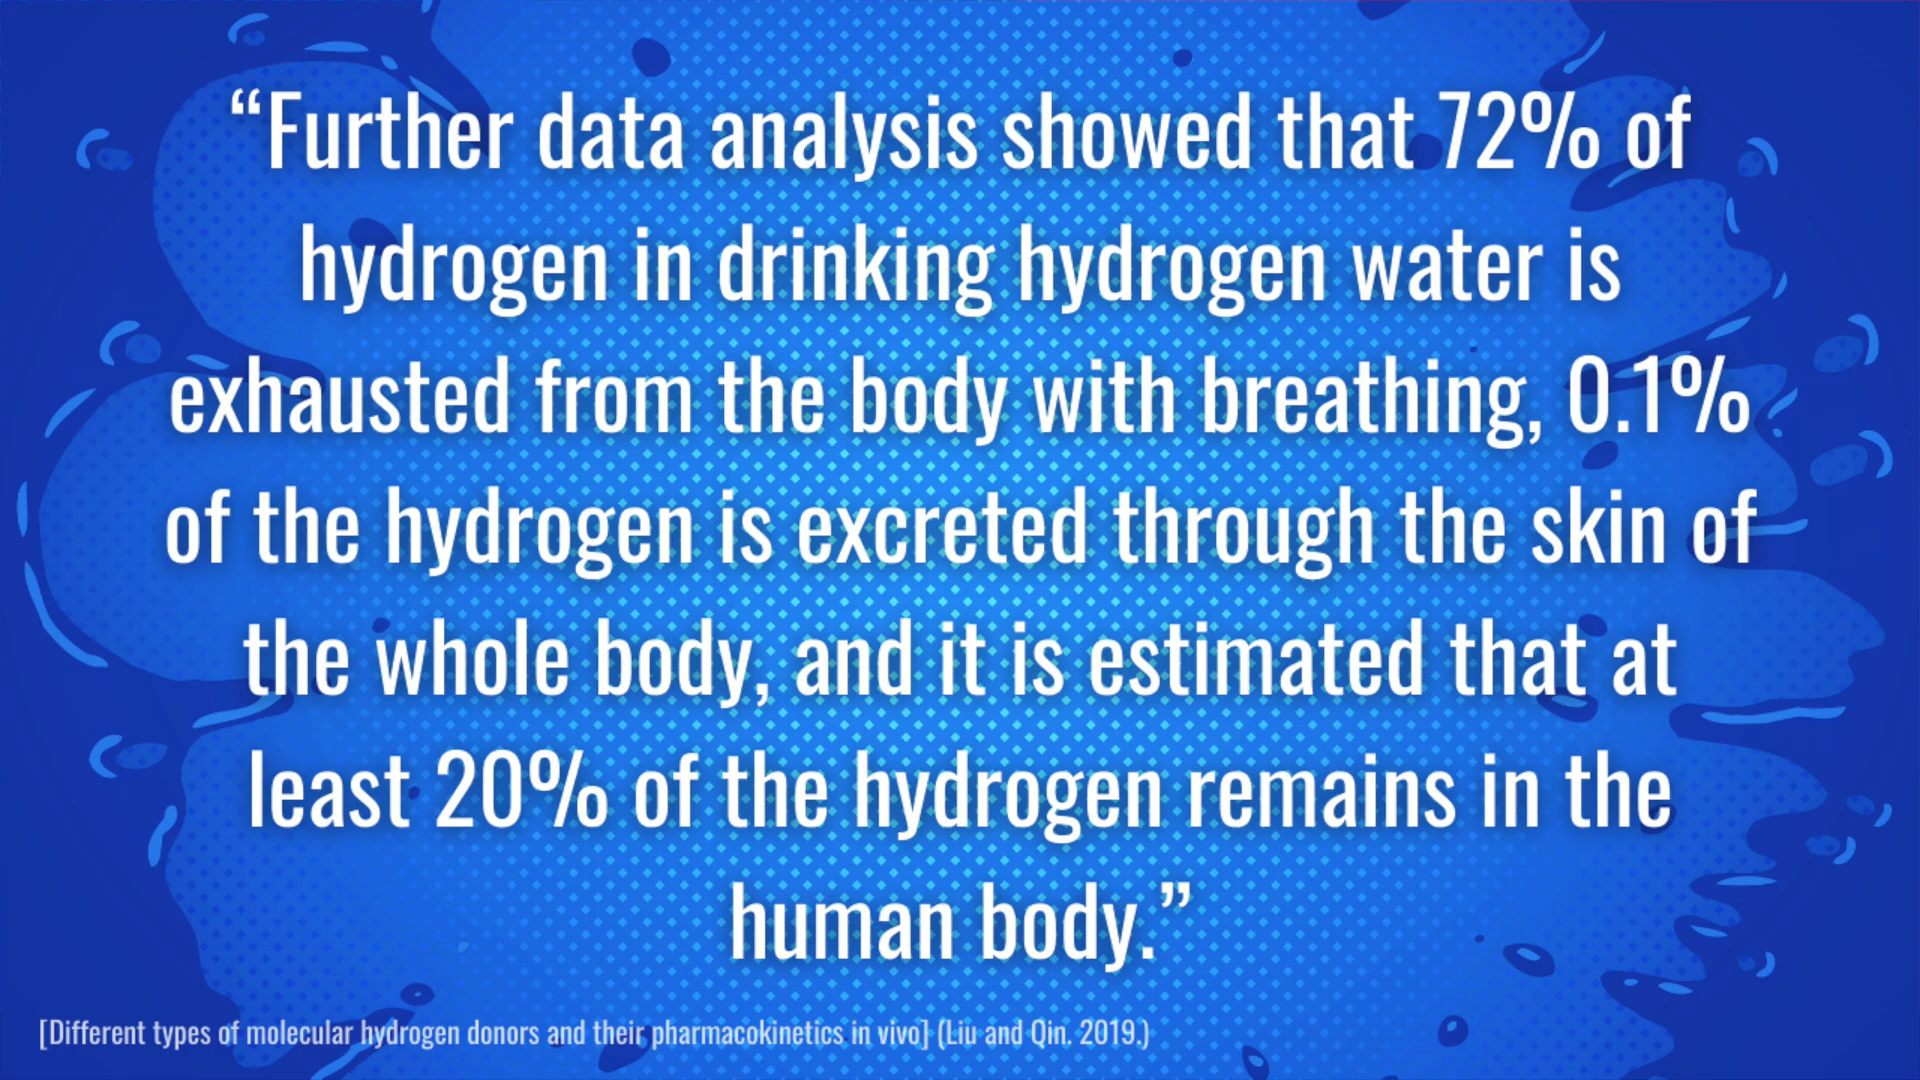 “Further data analysis showed that 72% of
hydrogen in drinking hydrogen water is
exhausted from the body with breathing, 0.1%
of the hydrogen is excreted through the skin of
the whole body, and it is estimated that at
least 20% of the hydrogen remains in the
human body.”
[Different types of molecular hydrogen donors and their pharmacokinetics in vivo] (Liu and Qin. 2019.)